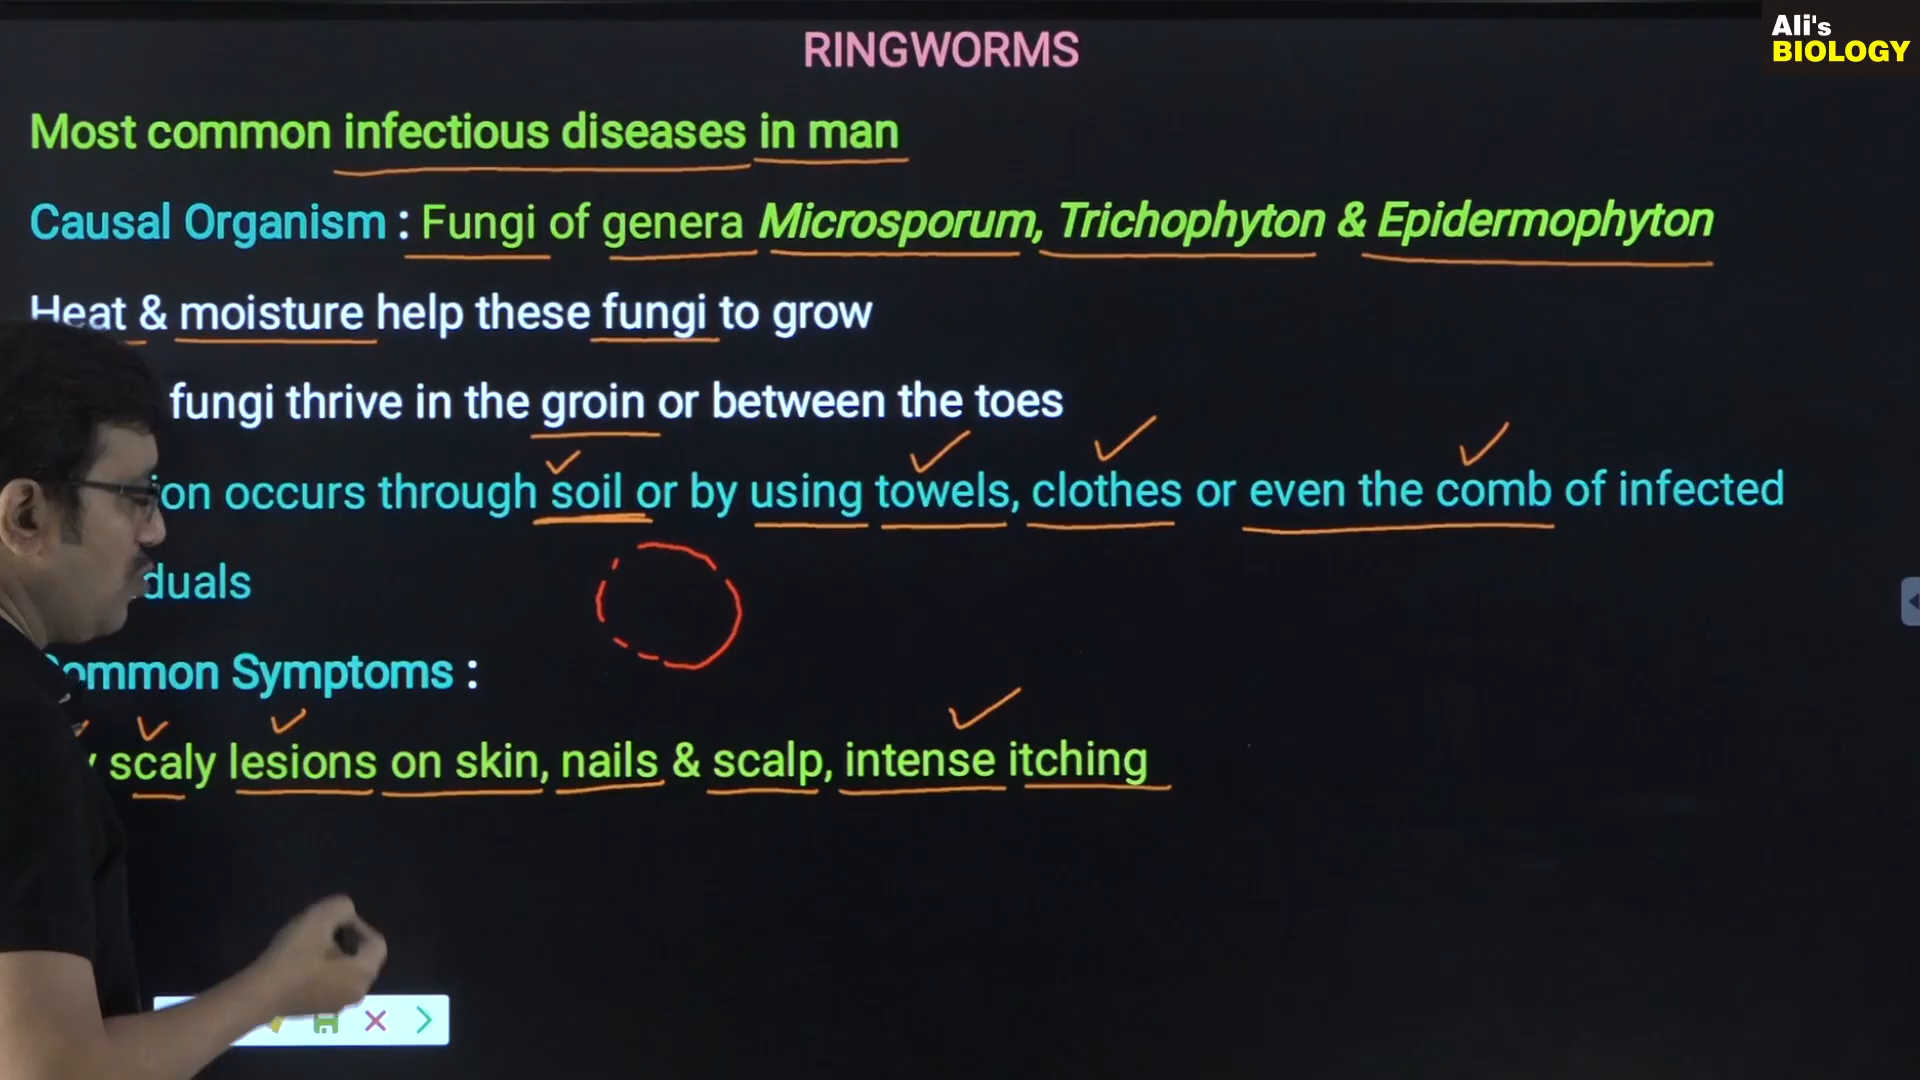 Ali's
BIOLOGY
RINGWORMS
Most common infectious diseases in man
Causal Organism : Fungi of genera Microsporum, Trichophyton & Epidermophyton
Heat & moisture help these fungi to grow
fungi thrive in the groin or between the toes
ion occurs through soil or by using towels, clothes or even the comb of infected
duals
ommon Symptoms :
y scaly lesions on skin, nails & scalp, intense itching